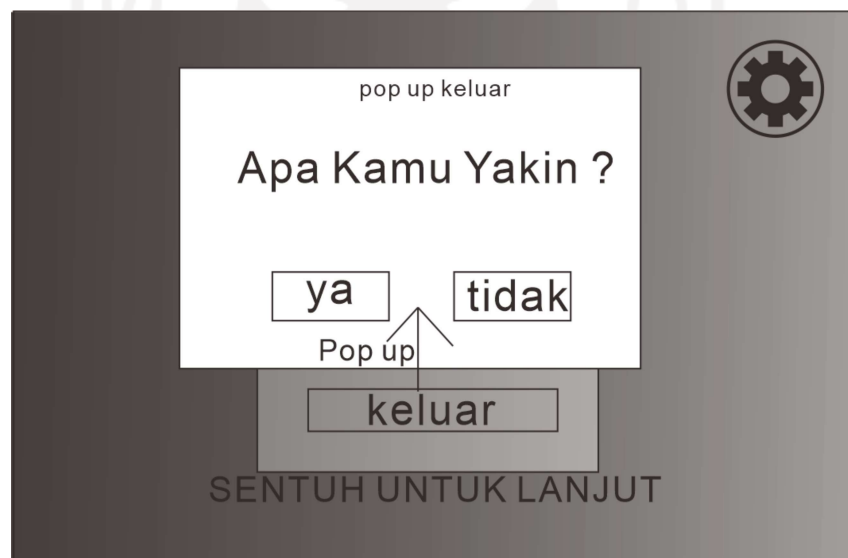 pop up keluar
Apa Kamu Yakin ?
ya tidak
Pop up
keluar
SENTUH UNTUK LANJUT